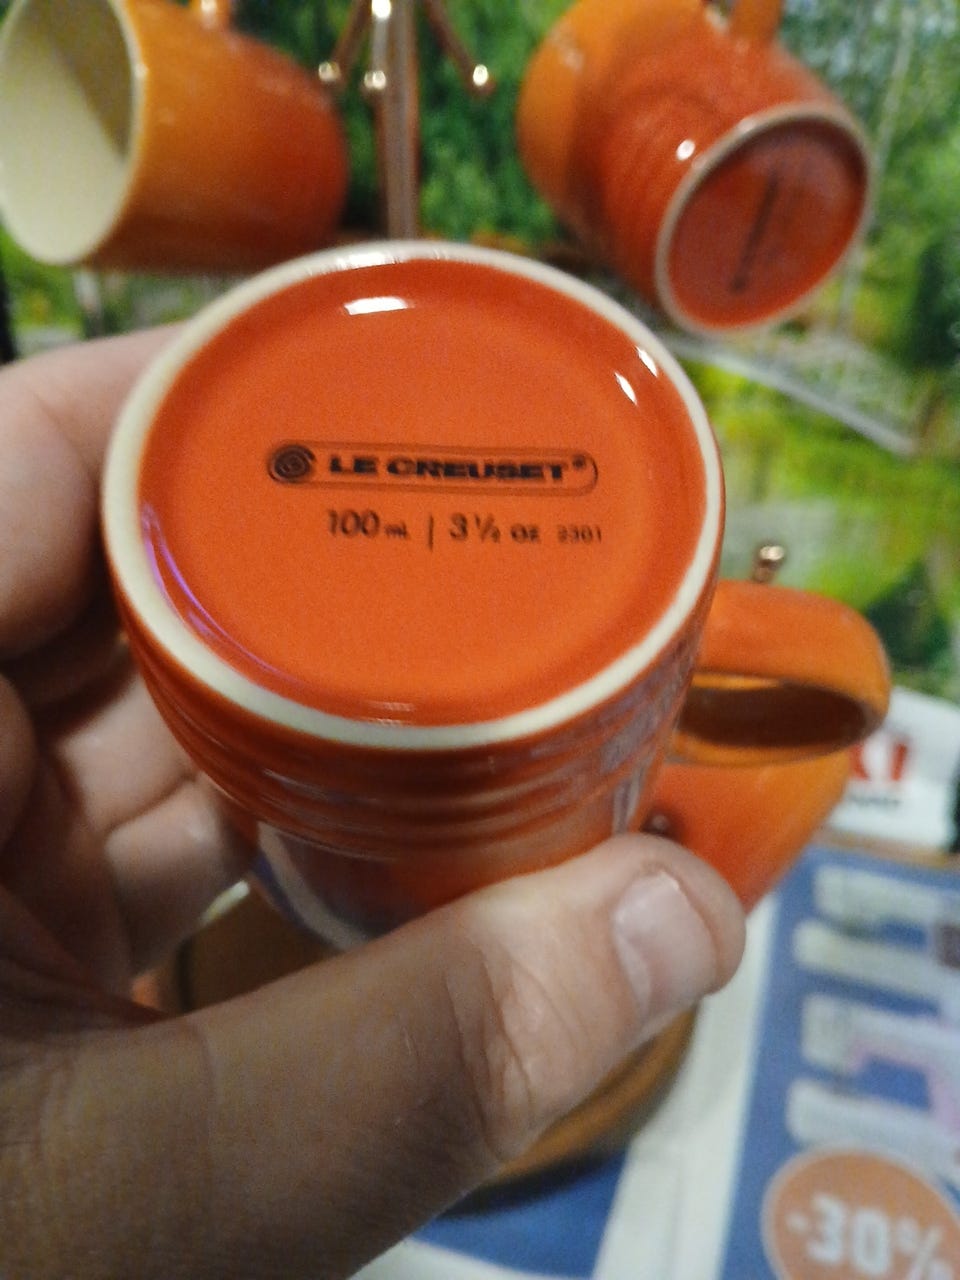 LE CREUSET®
100 ml | 3 ½ oz 2301
-30%